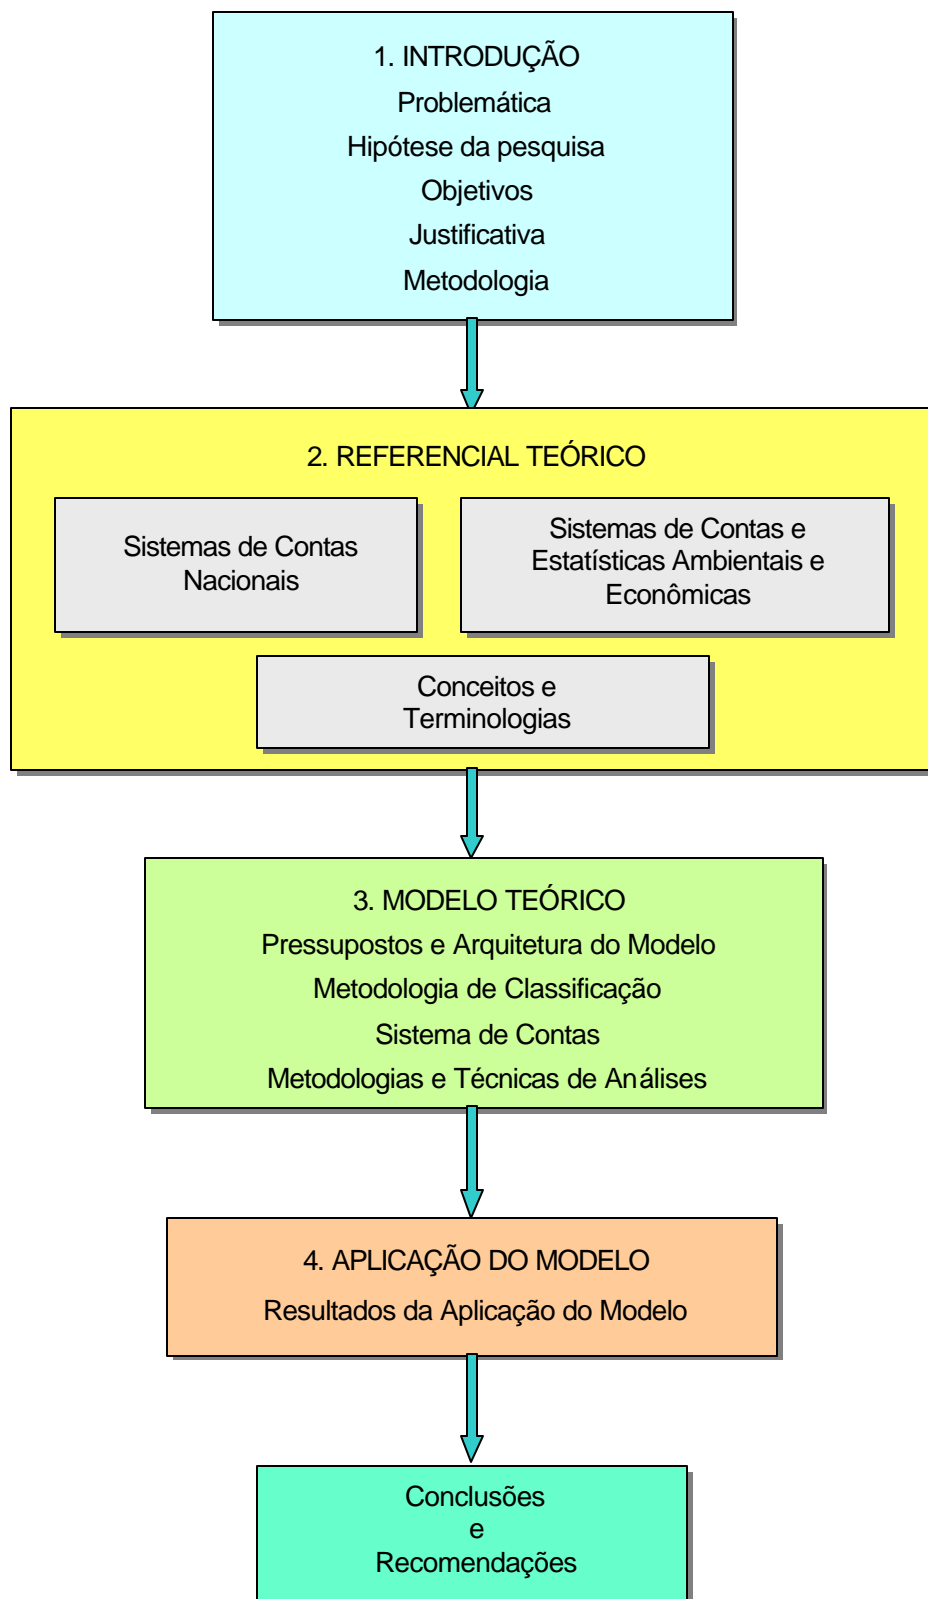 1. INTRODUÇÃO
Problemática
Hipótese da pesquisa
Objetivos
Justificativa
Metodologia
2. REFERENCIAL TEÓRICO
Sistemas de Contas
Nacionais
Sistemas de Contas e
Estatísticas Ambientais e
Econômicas
Conceitos e
Terminologias
3. MODELO TEÓRICO
Pressupostos e Arquitetura do Modelo
Metodologia de Classificação
Sistema de Contas
Metodologias e Técnicas de Análises
4. APLICAÇÃO DO MODELO
Resultados da Aplicação do Modelo
Conclusões
e
Recomendações